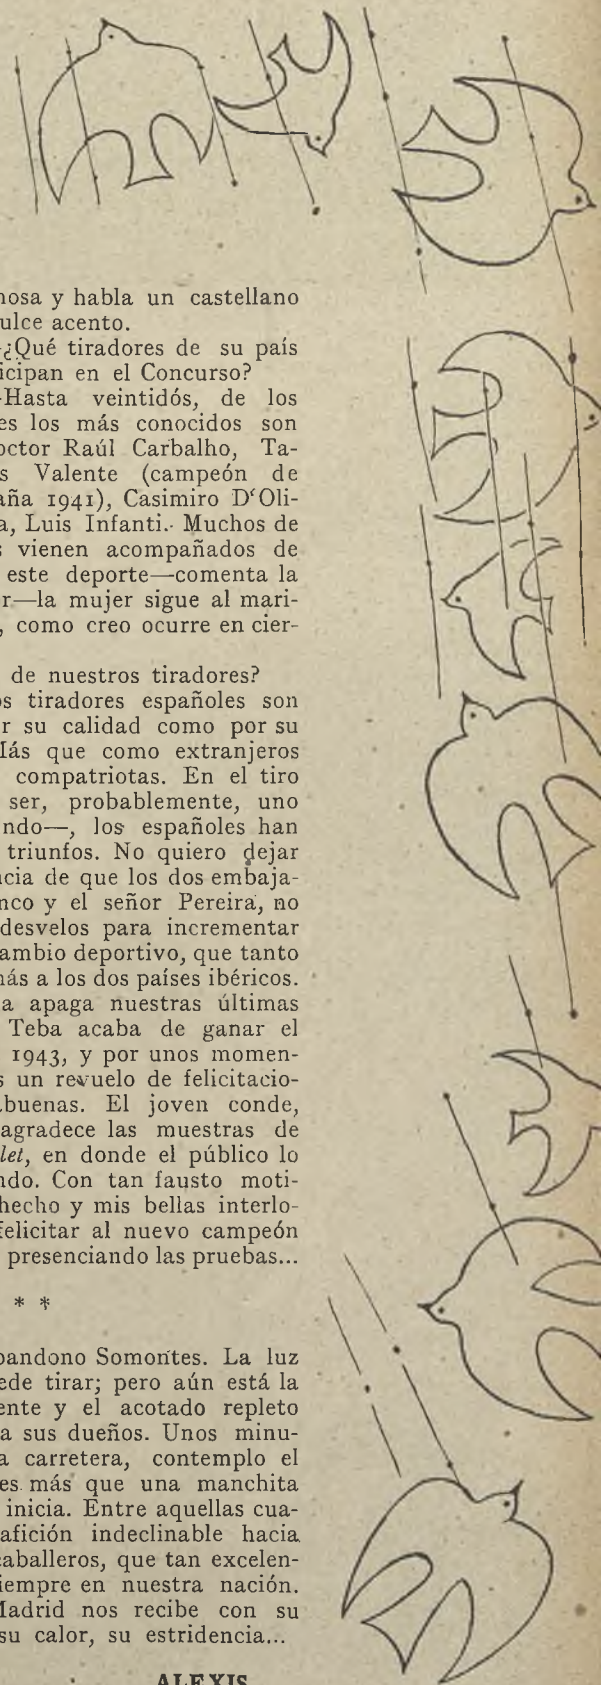 nosa y habla un castellano
ulce acento.
¿Qué tiradores de su país
icipan en el Concurso?
Hasta veintidós, de los
es los más conocidos son
octor Raúl Carbalho, Ta-
s Valente (campeón de
aña 1941), Casimiro D'Oli-
a, Luis Infanti. Muchos de
s vienen acompañados de
este deporte—comenta la
r—la mujer sigue al mari-
, como creo ocurre en cier-
de nuestros tiradores?
os tiradores españoles son
r su calidad como por su
Más que como extranjeros
compatriotas. En el tiro
ser, probablemente, uno
ndo—, los españoles han
triunfos. No quiero dejar
ncia de que los dos embaja-
nco y el señor Pereira, no
desvelos para incrementar
ambio deportivo, que tanto
más a los dos países ibéricos.
a apaga nuestras últimas
Teba acaba de ganar el
1943, y por unos momen-
s un revuelo de felicitacio-
abuenas. El joven conde,
agradece las muestras de
let, en donde el público lo
ndo. Con tan fausto moti-
hecho y mis bellas interlo-
felicitar al nuevo campeón
presenciando las pruebas...
* *
bandono Somontes. La luz
ede tirar; pero aún está la
ente y el acotado repleto
a sus dueños. Unos minu-
a carretera, contemplo el
es más que una manchita
inicia. Entre aquellas cua-
afición indeclinable hacia
caballeros, que tan excelen-
iempre en nuestra nación.
Madrid nos recibe con su
su calor, su estridencia...
ALEXIS